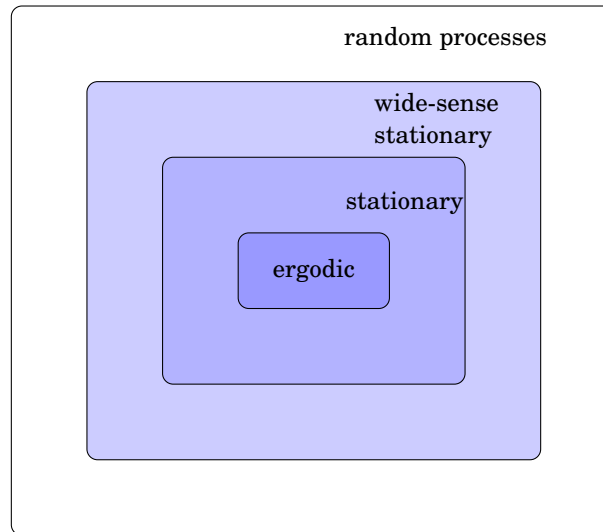 random processes
wide-sense
stationary
stationary
ergodic